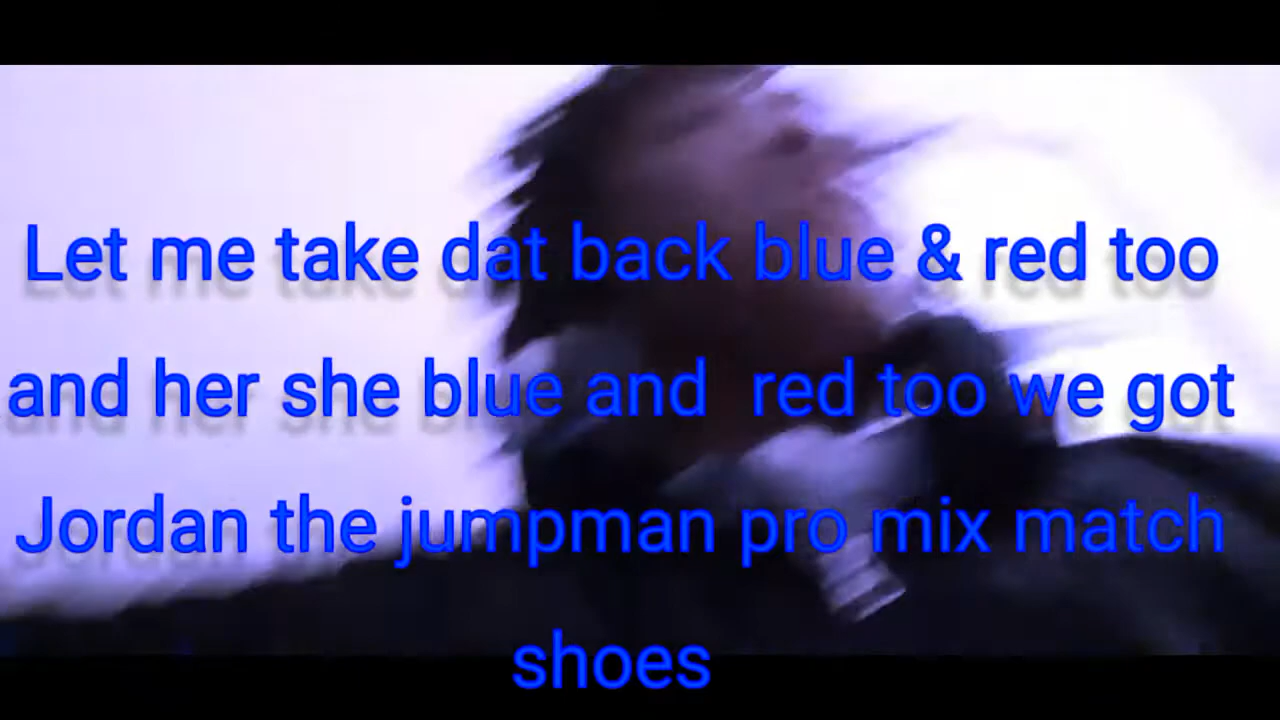 Let me take dat back blue & red too
and her she blue and  red too we got
Jordan the jumpman pro mix match
shoes